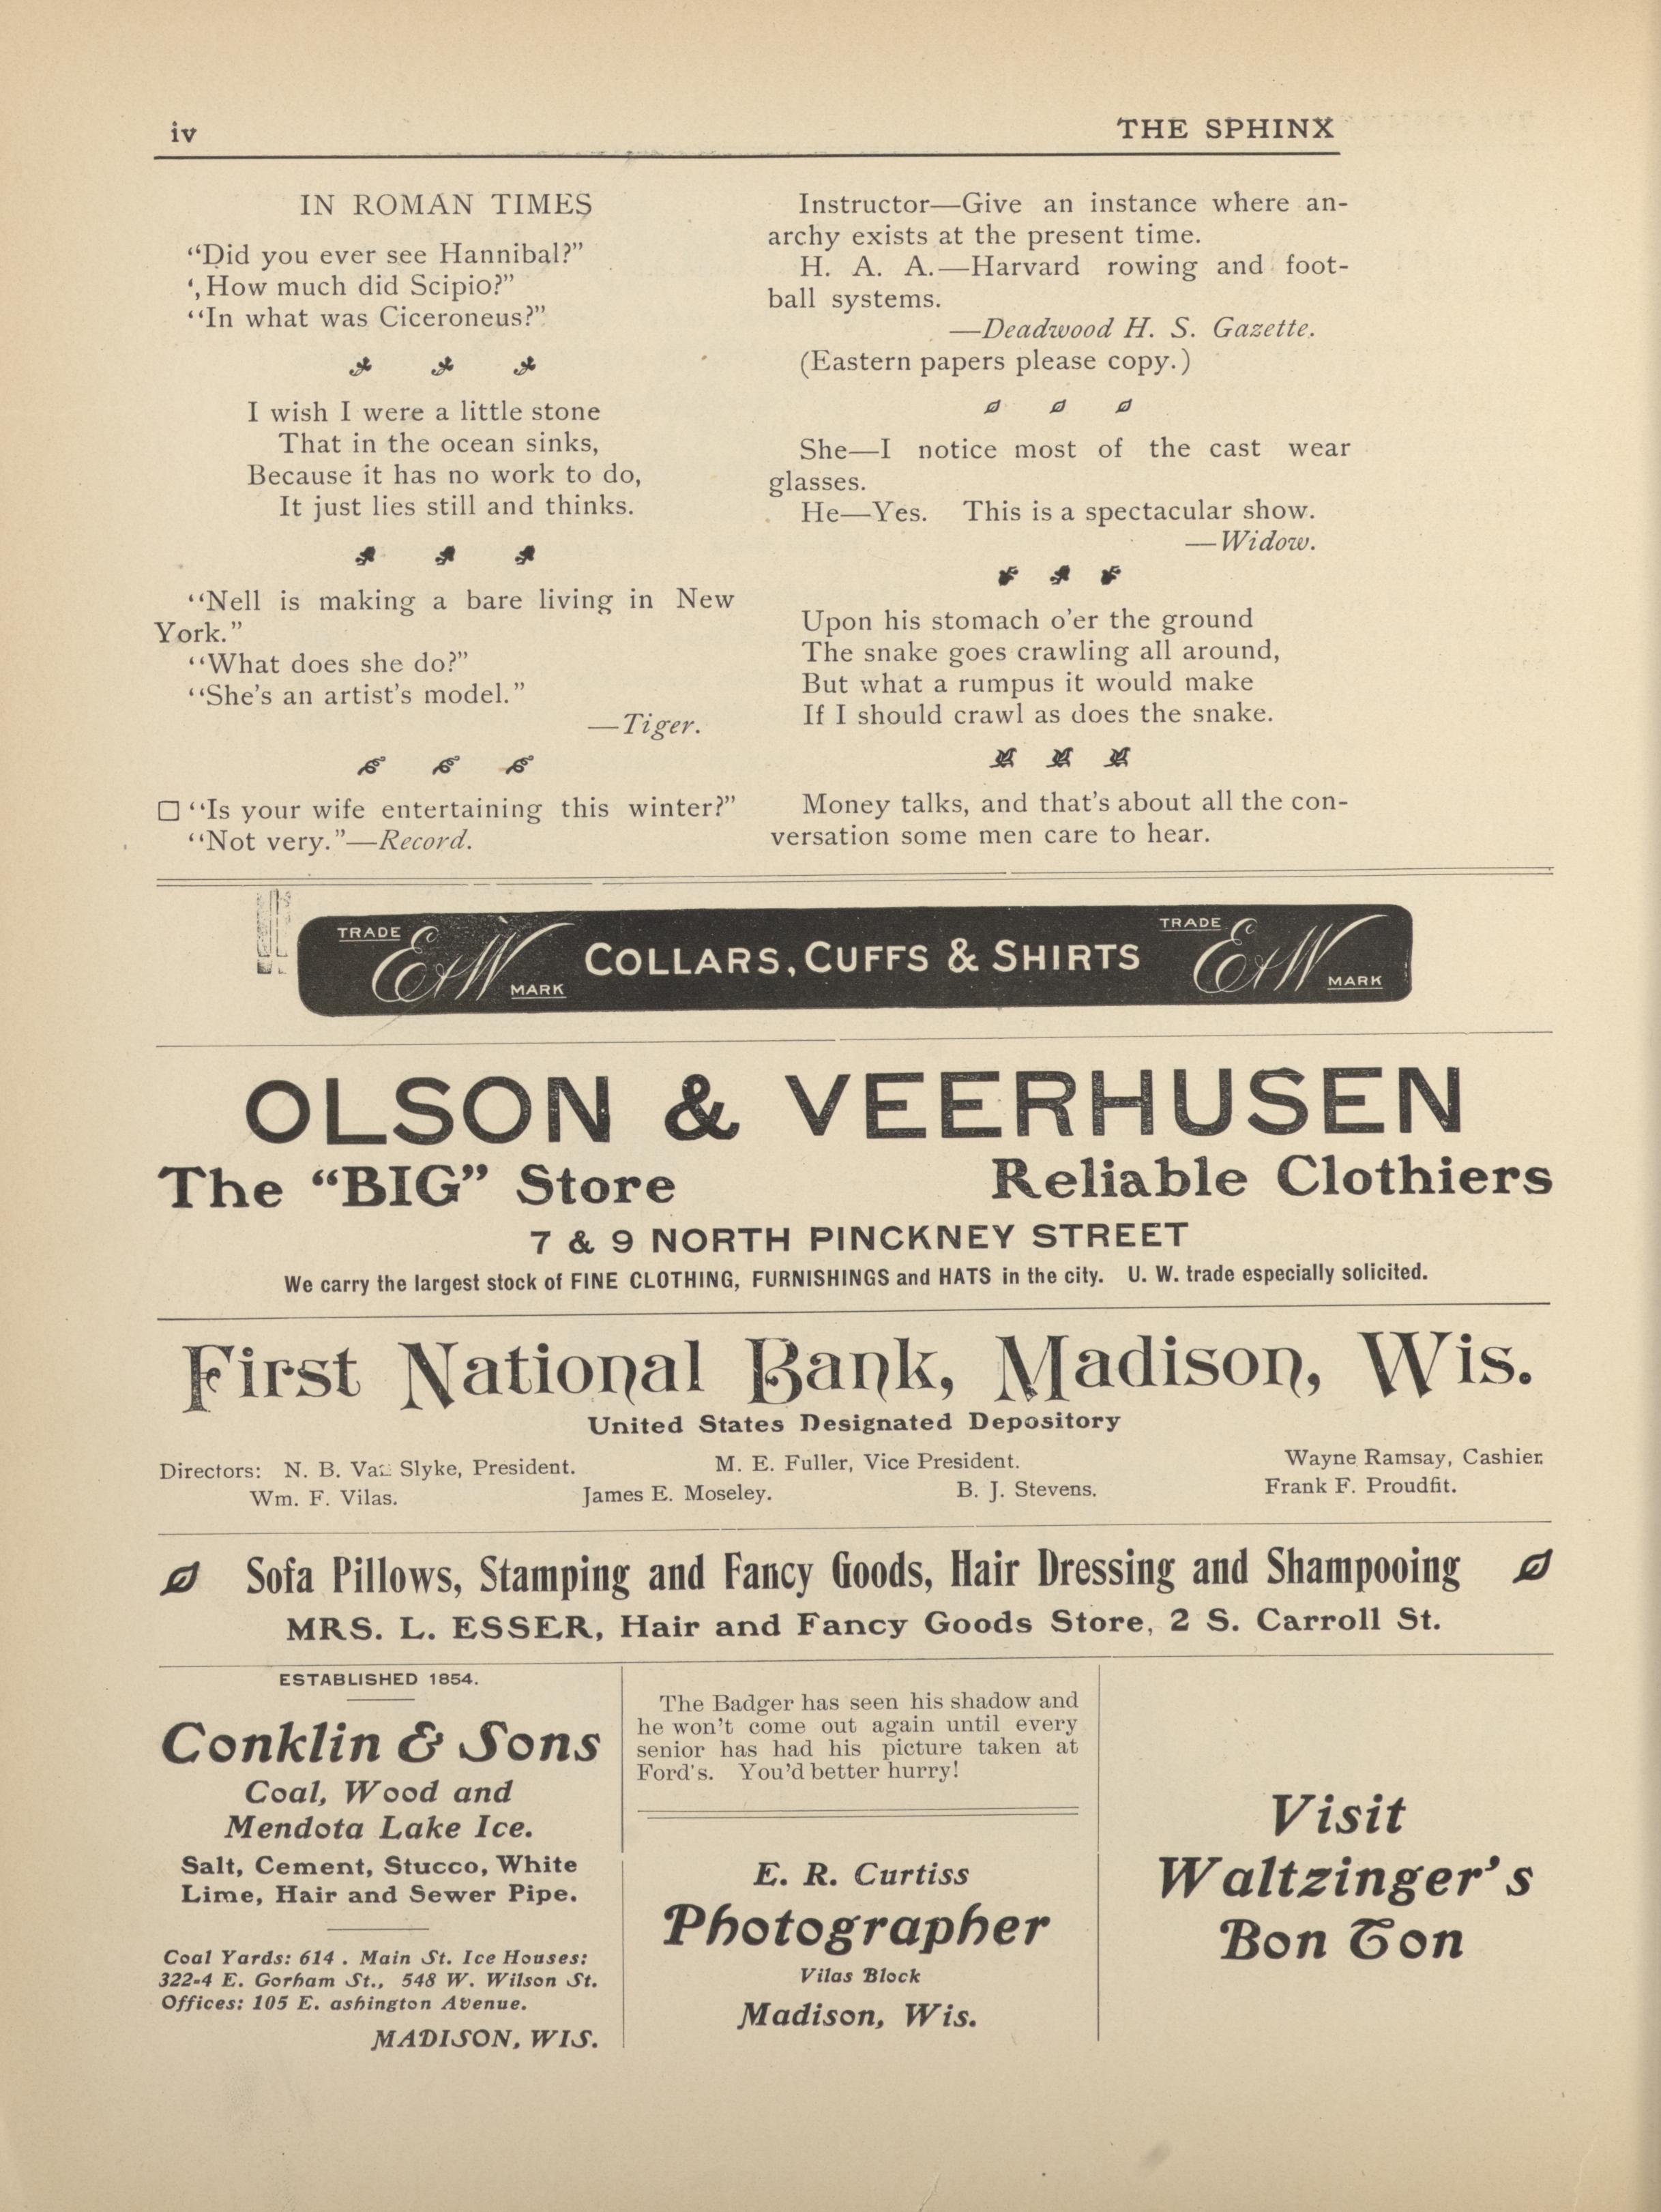 iv
THE SPHINX
IN ROMAN TIMES
“Did you ever see Hannibal?”
‘,How much did Scipio?”
“In what was Ciceroneus?”
I wish I were a little stone
That in the ocean sinks,
Because it has no work to do,
It just lies still and thinks.
“Nell is making a bare living in New
York.”
“What does she do?”
“She's an artist's model.”
—Tiger.
“Is your wife entertaining this winter?”
“Not very.”—Record.
Instructor—Give an instance where an-
archy exists at the present time.
H. A. A.—Harvard rowing and foot-
ball systems.
—Deadwood H. S. Gazette.
(Eastern papers please copy.)
She—I notice most of the cast wear
glasses.
He—Yes. This is a spectacular show.
—Widow.
Upon his stomach o'er the ground
The snake goes crawling all around,
But what a rumpus it would make
If I should crawl as does the snake.
Money talks, and that's about all the con-
versation some men care to hear.
TRADE E&W MARK COLLARS, CUFFS & SHIRTS TRADE E&W MARK
OLSON & VEERHUSEN
The “BIG” Store Reliable Clothiers
7 & 9 NORTH PINCKNEY STREET
We carry the largest stock of FINE CLOTHING, FURNISHINGS and HATS in the city. U. W. trade especially solicited.
First National Bank, Madison, Wis.
United States Designated Depository
Directors: N. B. Van Slyke, President. M. E. Fuller, Vice President. Wayne Ramsay, Cashier.
Wm. F. Vilas. James E. Moseley. B. J. Stevens. Frank F. Proudfit.
Sofa Pillows, Stamping and Fancy Goods, Hair Dressing and Shampooing
MRS. L. ESSER, Hair and Fancy Goods Store, 2 S. Carroll St.
ESTABLISHED 1854.
Conklin & Sons
Coal, Wood and
Mendota Lake Ice.
Salt, Cement, Stucco, White
Lime, Hair and Sewer Pipe.
Coal Yards: 614 . Main St. Ice Houses:
322-4 E. Gorham St., 548 W. Wilson St.
Offices: 105 E. ashington Avenue.
MADISON, WIS.
The Badger has seen his shadow and
he won't come out again until every
senior has had his picture taken at
Ford's. You'd better hurry!
E. R. Curtiss
Photographer
Vilas Block
Madison, Wis.
Visit
Waltzinger's
Bon Ton